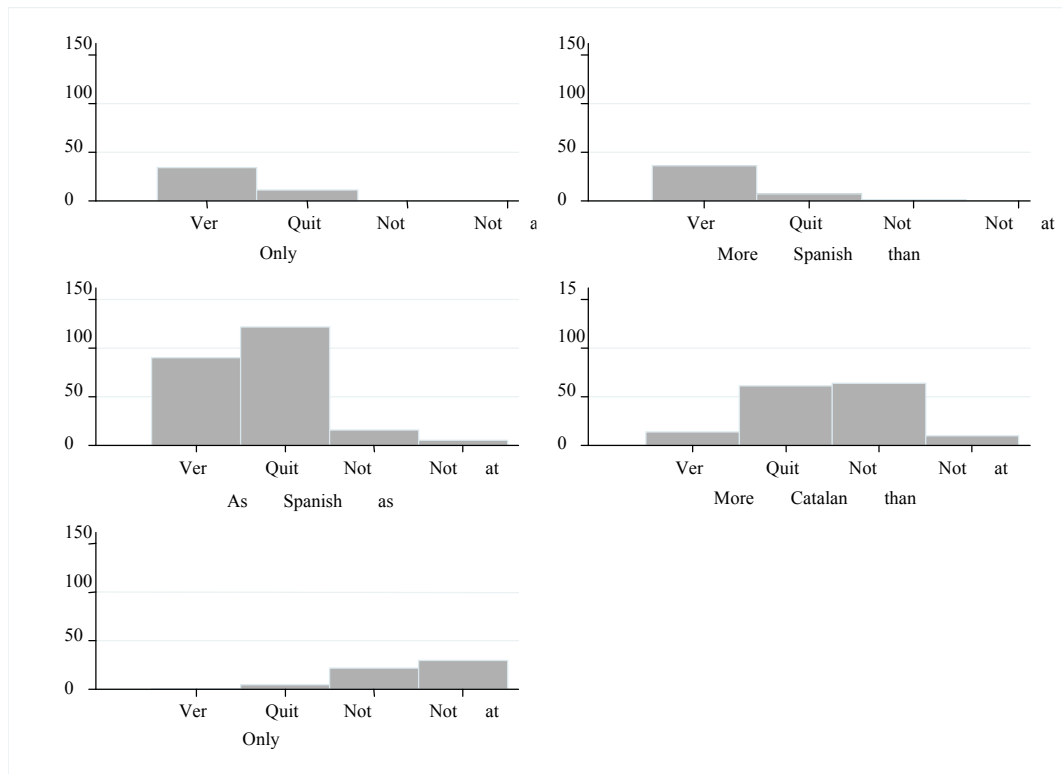 150
100
50
0
Ver Quit Not Not a
Only
150
100
50
0
Ver Quit Not Not at
More Spanish than
150
100
50
0
Ver Quit Not Not at
As Spanish as
15
100
50
0
Ver Quit Not Not at
More Catalan than
150
100
50
0
Ver Quit Not Not at
Only